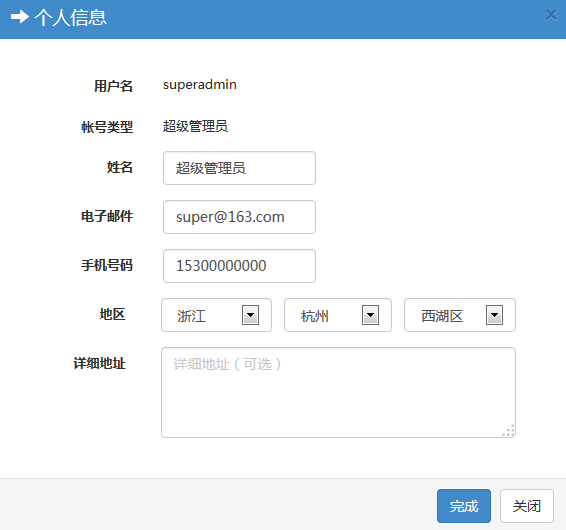 个人信息
用户名 superadmin
帐号类型 超级管理员
姓名 超级管理员
电子邮件 super@163.com
手机号码 15300000000
地区 浙江 杭州 西湖区
详细地址 详细地址（可选）
完成 关闭